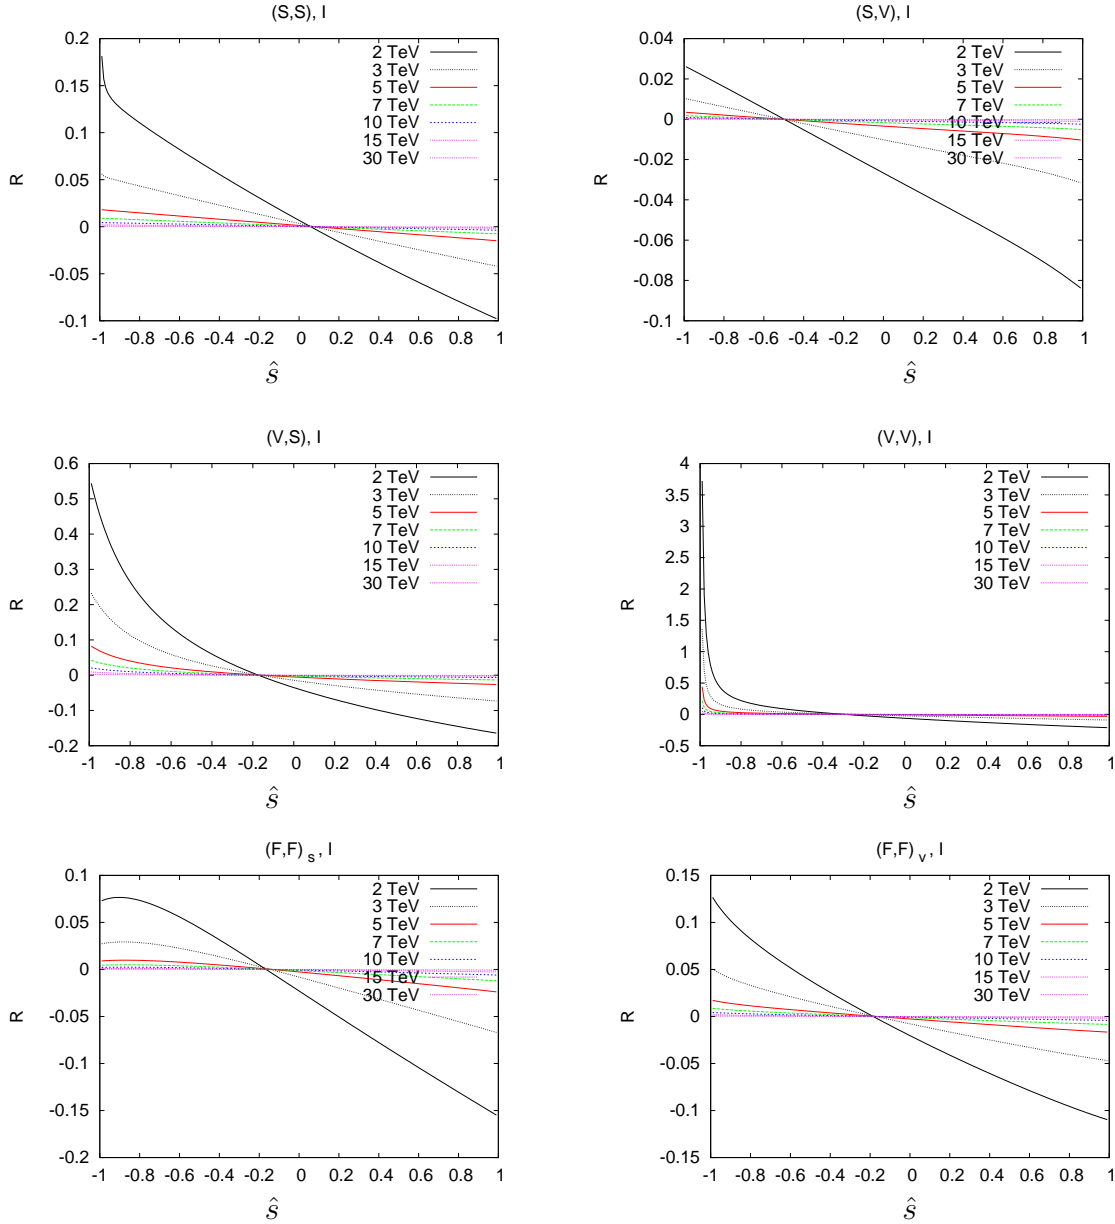 (S,S), I
0.2
0.15
0.1
0.05
0
-0.05
-0.1
R
2 TeV
3 TeV
5 TeV
7 TeV
10 TeV
15 TeV
30 TeV
-1 -0.8 -0.6 -0.4 -0.2 0 0.2 0.4 0.6 0.8 1
ŝ
(S,V), I
0.04
0.02
0
-0.02
-0.04
-0.06
-0.08
-0.1
R
2 TeV
3 TeV
5 TeV
7 TeV
10 TeV
15 TeV
30 TeV
-1 -0.8 -0.6 -0.4 -0.2 0 0.2 0.4 0.6 0.8 1
ŝ
(V,S), I
0.6
0.5
0.4
0.3
0.2
0.1
0
-0.1
-0.2
R
2 TeV
3 TeV
5 TeV
7 TeV
10 TeV
15 TeV
30 TeV
-1 -0.8 -0.6 -0.4 -0.2 0 0.2 0.4 0.6 0.8 1
ŝ
(V,V), I
4
3.5
3
2.5
2
1.5
1
0.5
0
-0.5
R
2 TeV
3 TeV
5 TeV
7 TeV
10 TeV
15 TeV
30 TeV
-1 -0.8 -0.6 -0.4 -0.2 0 0.2 0.4 0.6 0.8 1
ŝ
(F,F) s , I
0.1
0.05
0
-0.05
-0.1
-0.15
-0.2
R
2 TeV
3 TeV
5 TeV
7 TeV
10 TeV
15 TeV
30 TeV
-1 -0.8 -0.6 -0.4 -0.2 0 0.2 0.4 0.6 0.8 1
ŝ
(F,F) v , I
0.15
0.1
0.05
0
-0.05
-0.1
-0.15
R
2 TeV
3 TeV
5 TeV
7 TeV
10 TeV
15 TeV
30 TeV
-1 -0.8 -0.6 -0.4 -0.2 0 0.2 0.4 0.6 0.8 1
ŝ